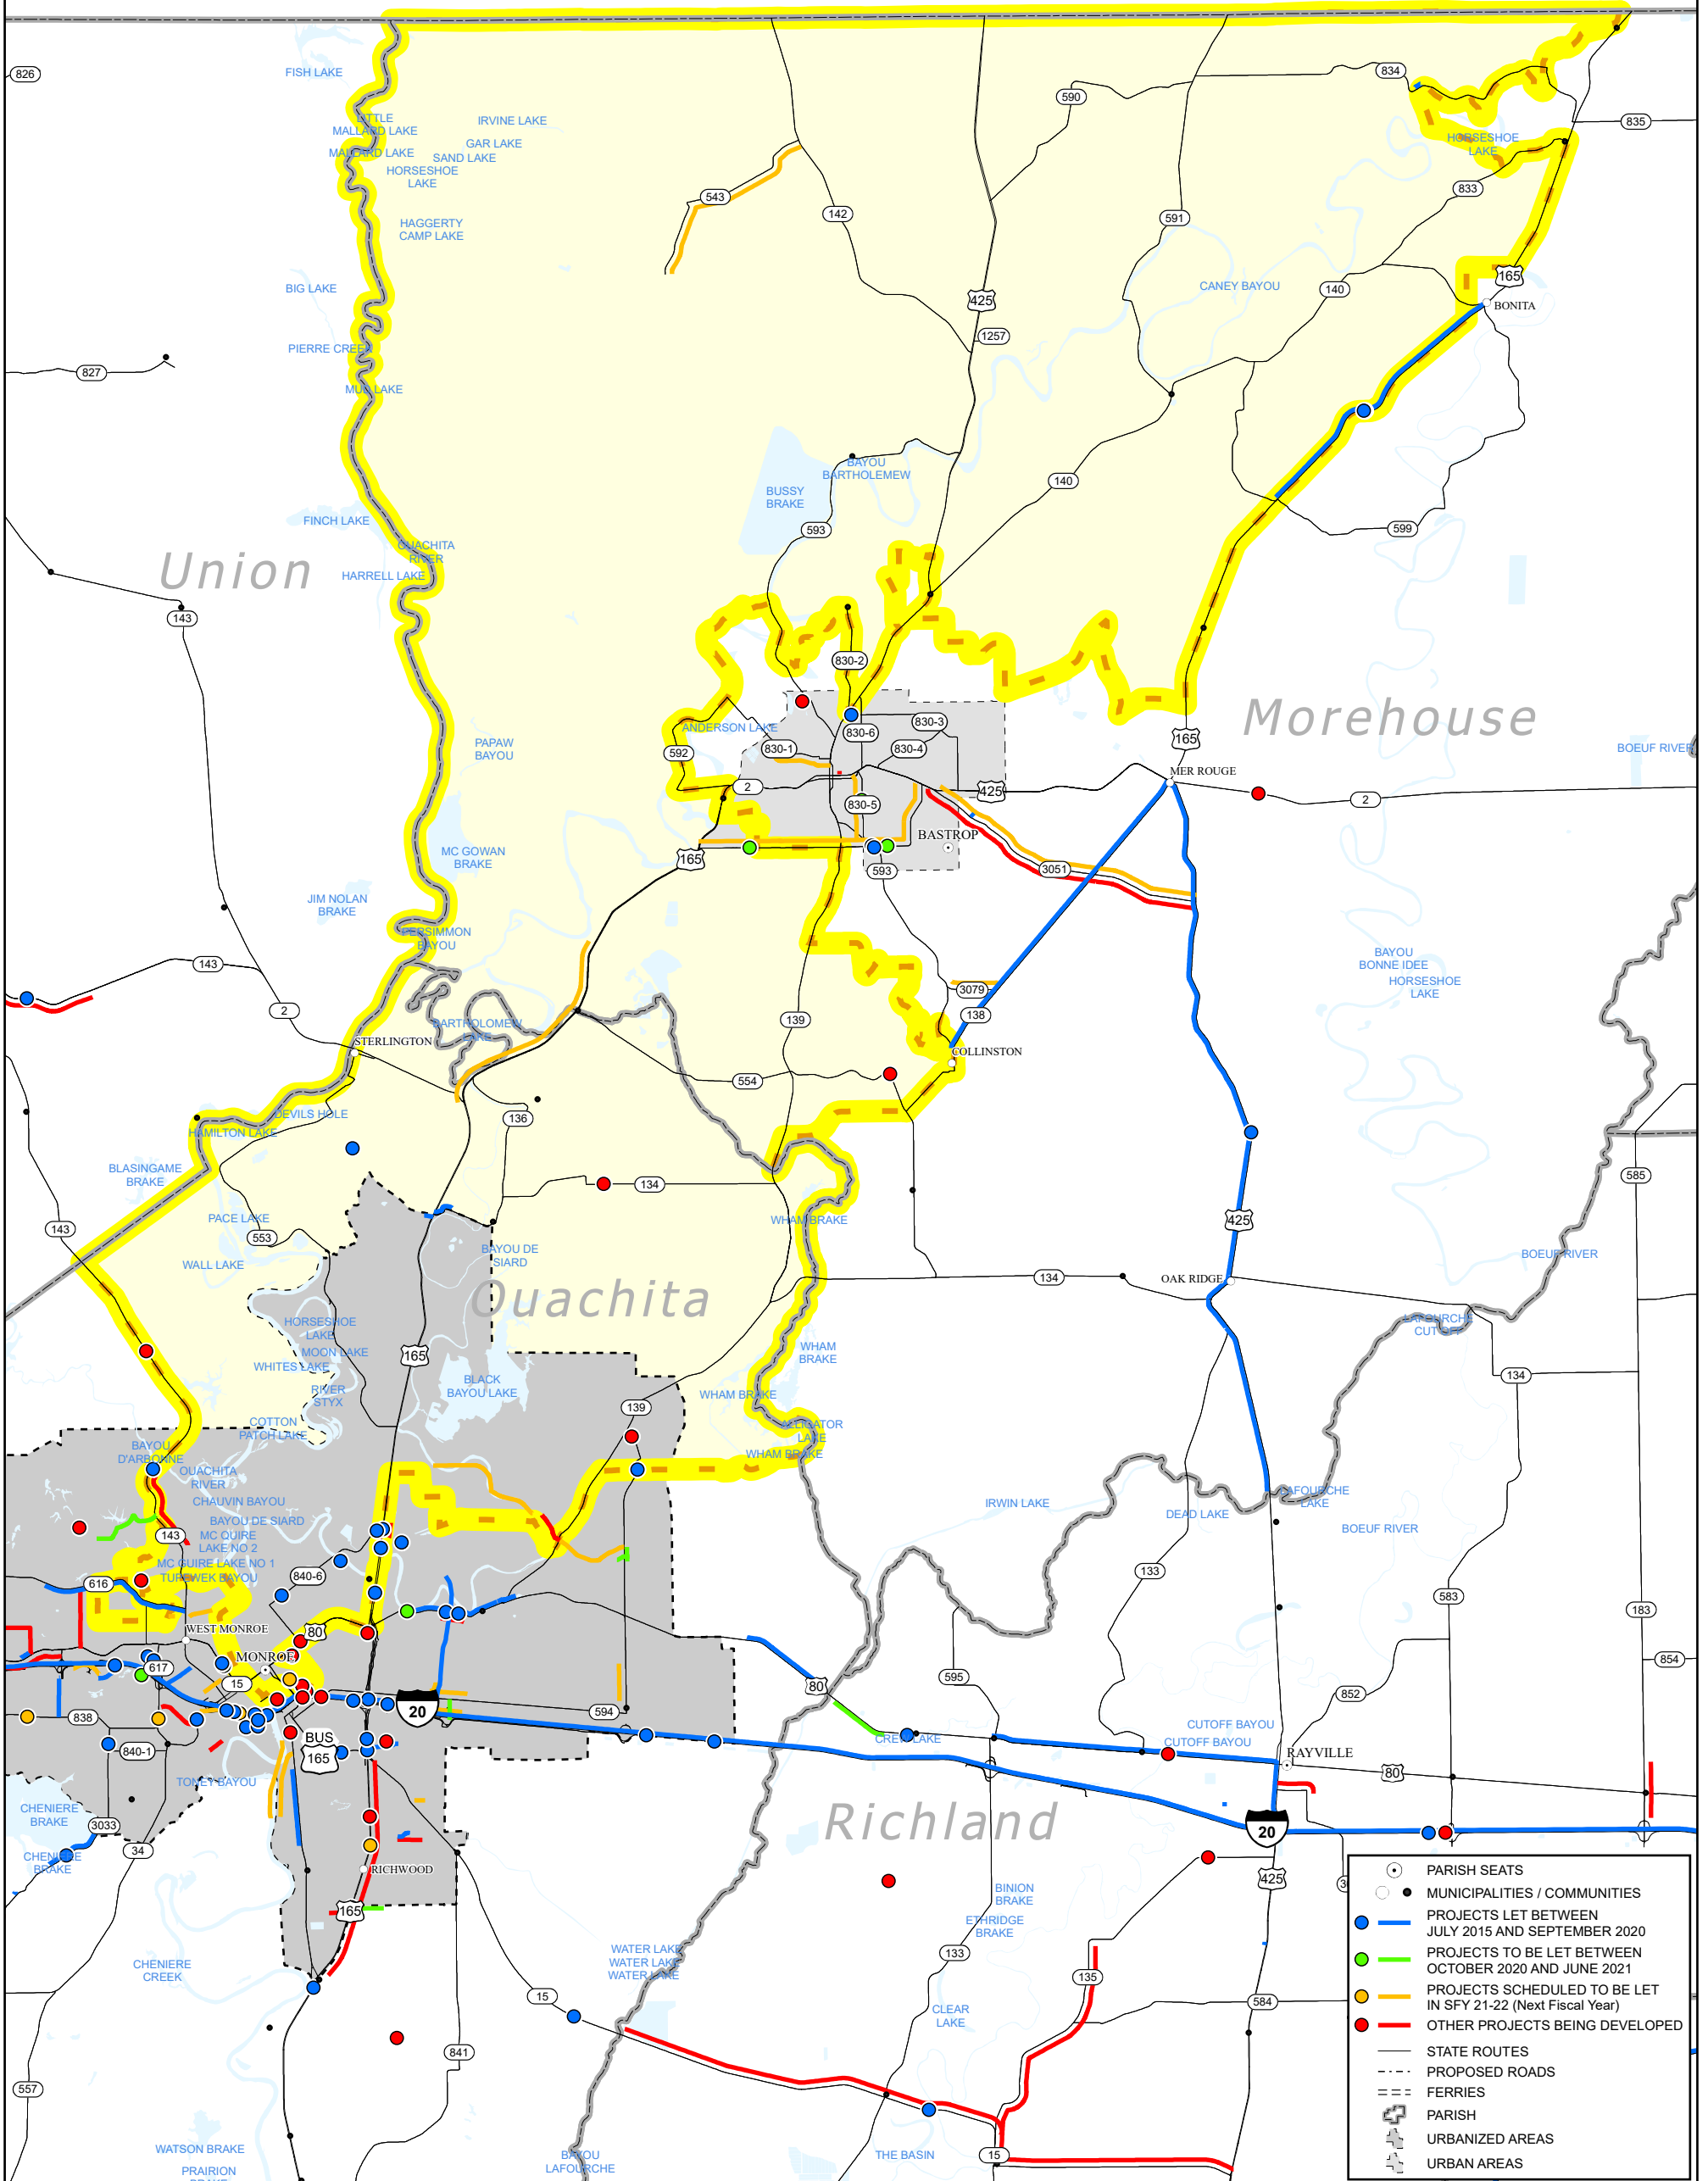 826
FISH LAKE
LITTLE
MALLARD LAKE
MALLARD LAKE
IRVINE LAKE
GAR LAKE
SAND LAKE
HORSESHOE
LAKE
HAGGERTY
CAMP LAKE
543
142
590
834
835
HORSESHOE
LAKE
833
591
BIG LAKE
425
CANEY BAYOU
140
165
BONITA
1257
PIERRE CREEK
827
MUD LAKE
BAYOU
BARTHOLEMEW
BUSSY
BRAKE
140
593
599
FINCH LAKE
OUACHITA
RIVER
HARRELL LAKE
Union
143
830-2
Morehouse
ANDERSON LAKE
830-3
830-6
830-1
830-4
165
BOEUF RIVER
PAPAW
BAYOU
592
MER ROUGE
2
425
2
830-5
BASTROP
MC GOWAN
BRAKE
165
593
3051
JIM NOLAN
BRAKE
PERSIMMON
BAYOU
BAYOU
BONNE IDEE
HORSESHOE
LAKE
143
3079
2
138
139
BARTHOLOMEW
LAKE
STERLINGTON
COLLINSTON
554
DEVILS HOLE
136
HAMILTON LAKE
BLASINGAME
BRAKE
585
134
PACE LAKE
WHAM BRAKE
425
143
553
BAYOU DE
SIARD
BOEUF RIVER
WALL LAKE
134
OAK RIDGE
Ouachita
HORSESHOE
LAKE
LAFOURCHE
CUT OFF
MOON LAKE
165
WHAM
BRAKE
WHITES LAKE
BLACK
BAYOU LAKE
134
RIVER
STYX
WHAM BRAKE
139
COTTON
PATCH LAKE
ALLIGATOR
LAKE
BAYOU
D'ARBONNE
WHAM BRAKE
OUACHITA
RIVER
CHAUVIN BAYOU
IRWIN LAKE
LAFOURCHE
LAKE
DEAD LAKE
BAYOU DE SIARD
BOEUF RIVER
143
MC GUIRE
LAKE NO 2
MC GUIRE LAKE NO 1
TURPWEK BAYOU
840-6
616
133
583
183
WEST MONROE
80
MONROE
617
854
15
595
80
852
20
838
594
CUTOFF BAYOU
CREW LAKE
CUTOFF BAYOU
BUS
165
840-1
RAYVILLE
80
TONEY BAYOU
CHENIERE
BRAKE
3033
Richland
20
34
CHENIERE
BRAKE
RICHWOOD
425
BINION
BRAKE
165
ETHRIDGE
BRAKE
133
WATER LAKE
WATER LAKE
WATER LAKE
CHENIERE
CREEK
135
15
CLEAR
LAKE
584
841
557
WATSON BRAKE
PRAIRION
BAYOU
LAFOURCHE
THE BASIN
15
PARISH SEATS
MUNICIPALITIES / COMMUNITIES
PROJECTS LET BETWEEN
JULY 2015 AND SEPTEMBER 2020
PROJECTS TO BE LET BETWEEN
OCTOBER 2020 AND JUNE 2021
PROJECTS SCHEDULED TO BE LET
IN SFY 21-22 (Next Fiscal Year)
OTHER PROJECTS BEING DEVELOPED
STATE ROUTES
PROPOSED ROADS
FERRIES
PARISH
URBANIZED AREAS
URBAN AREAS